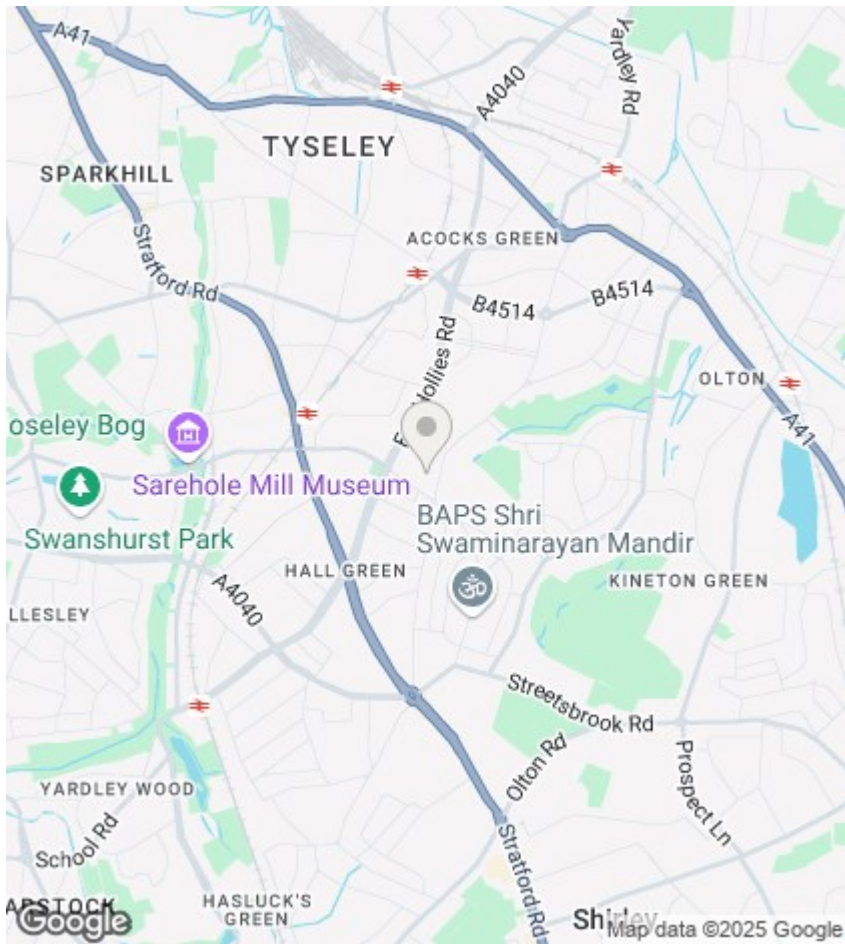 A41
A4040
Yardley Rd
TYSELEY
SPARKHILL
ACOCKS GREEN
Stratford Rd
B4514
B4514
Hollies Rd
OLTON
A41
oseley Bog
Sarehole Mill Museum
BAPS Shri
Swaminarayan Mandir
Swanshurst Park
HALL GREEN
KINETON GREEN
A4040
LLESLEY
Streetsbrook Rd
Olton Rd
Prospect Ln
YARDLEY WOOD
School Rd
Stratford Rd
HASLUCK'S
GREEN
Shirley
Google
Map data ©2025 Google